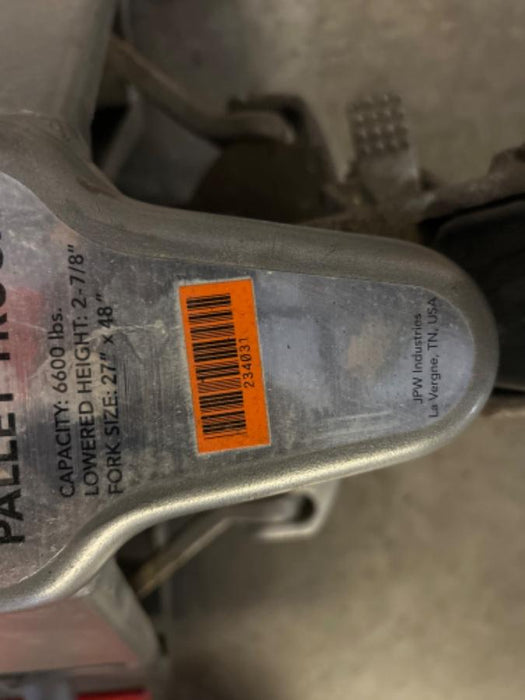 PALLET TRUCK
CAPACITY: 6600 lbs.
LOWERED HEIGHT: 2-7/8"
FORK SIZE: 27" x 48"
234031
JPW Industries
La Vergne, TN, USA